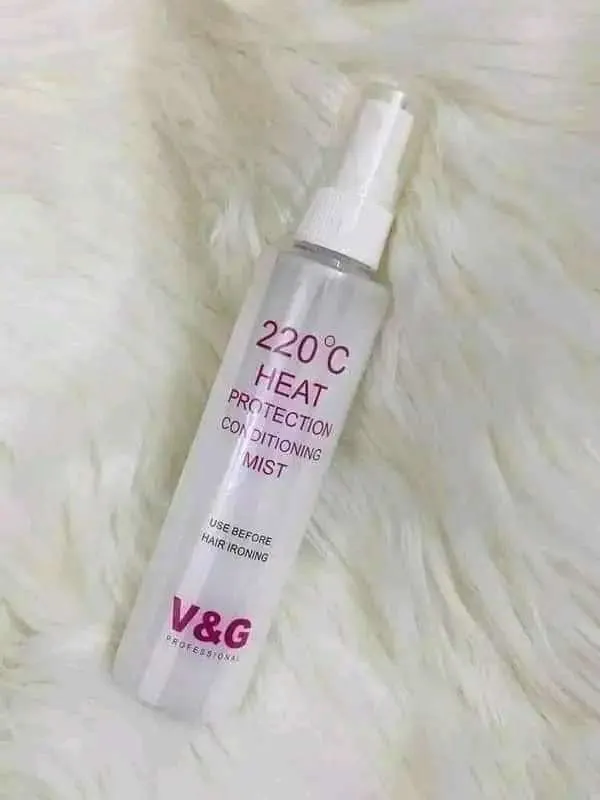 220°C
HEAT
PROTECTION
CONDITIONING
MIST
USE BEFORE
HAIR IRONING
V&G
PROFESSIONAL